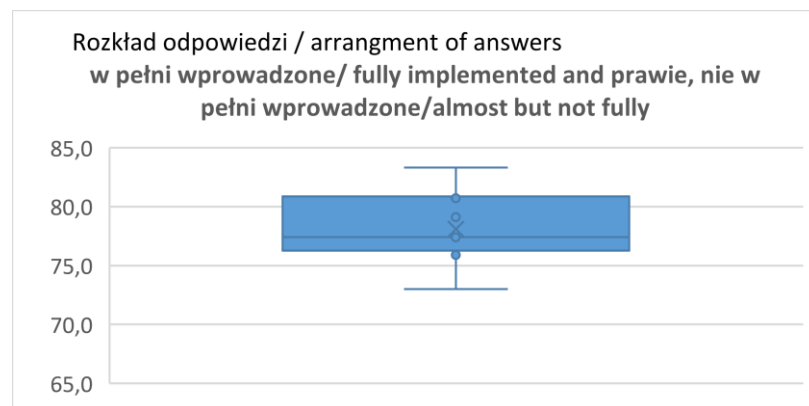 Rozkład odpowiedzi / arrangment of answers
w pełni wprowadzone/ fully implemented and prawie, nie w
pełni wprowadzone/almost but not fully
85,0
80,0
75,0
70,0
65,0